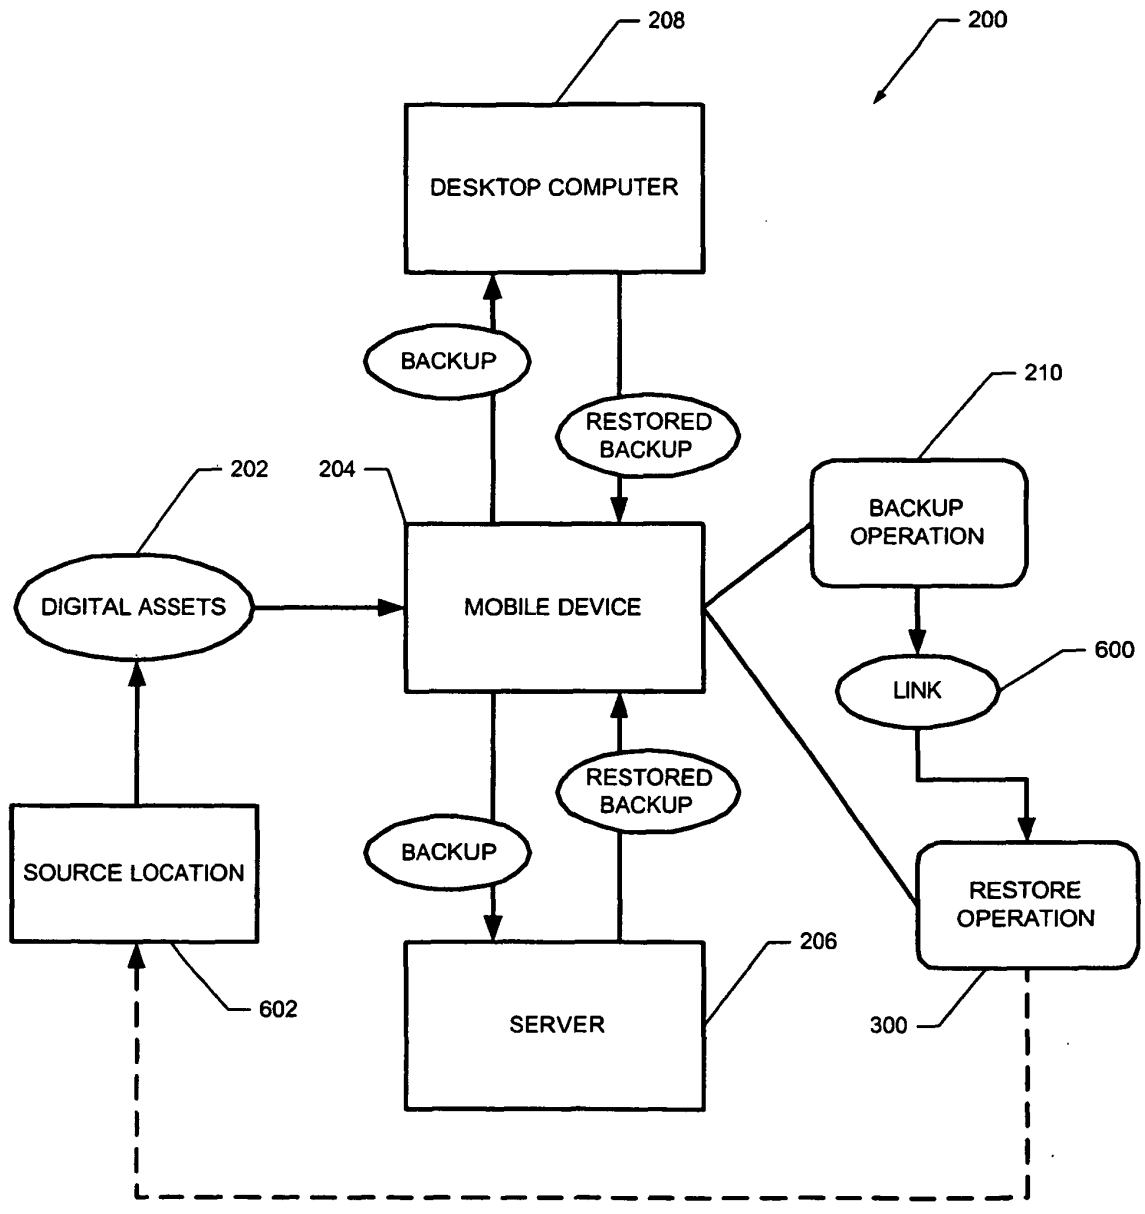 208
200
DESKTOP COMPUTER
BACKUP
RESTORED
BACKUP
210
202
204
BACKUP
OPERATION
DIGITAL ASSETS
MOBILE DEVICE
600
LINK
RESTORED
BACKUP
BACKUP
SOURCE LOCATION
RESTORE
OPERATION
206
602
SERVER
300